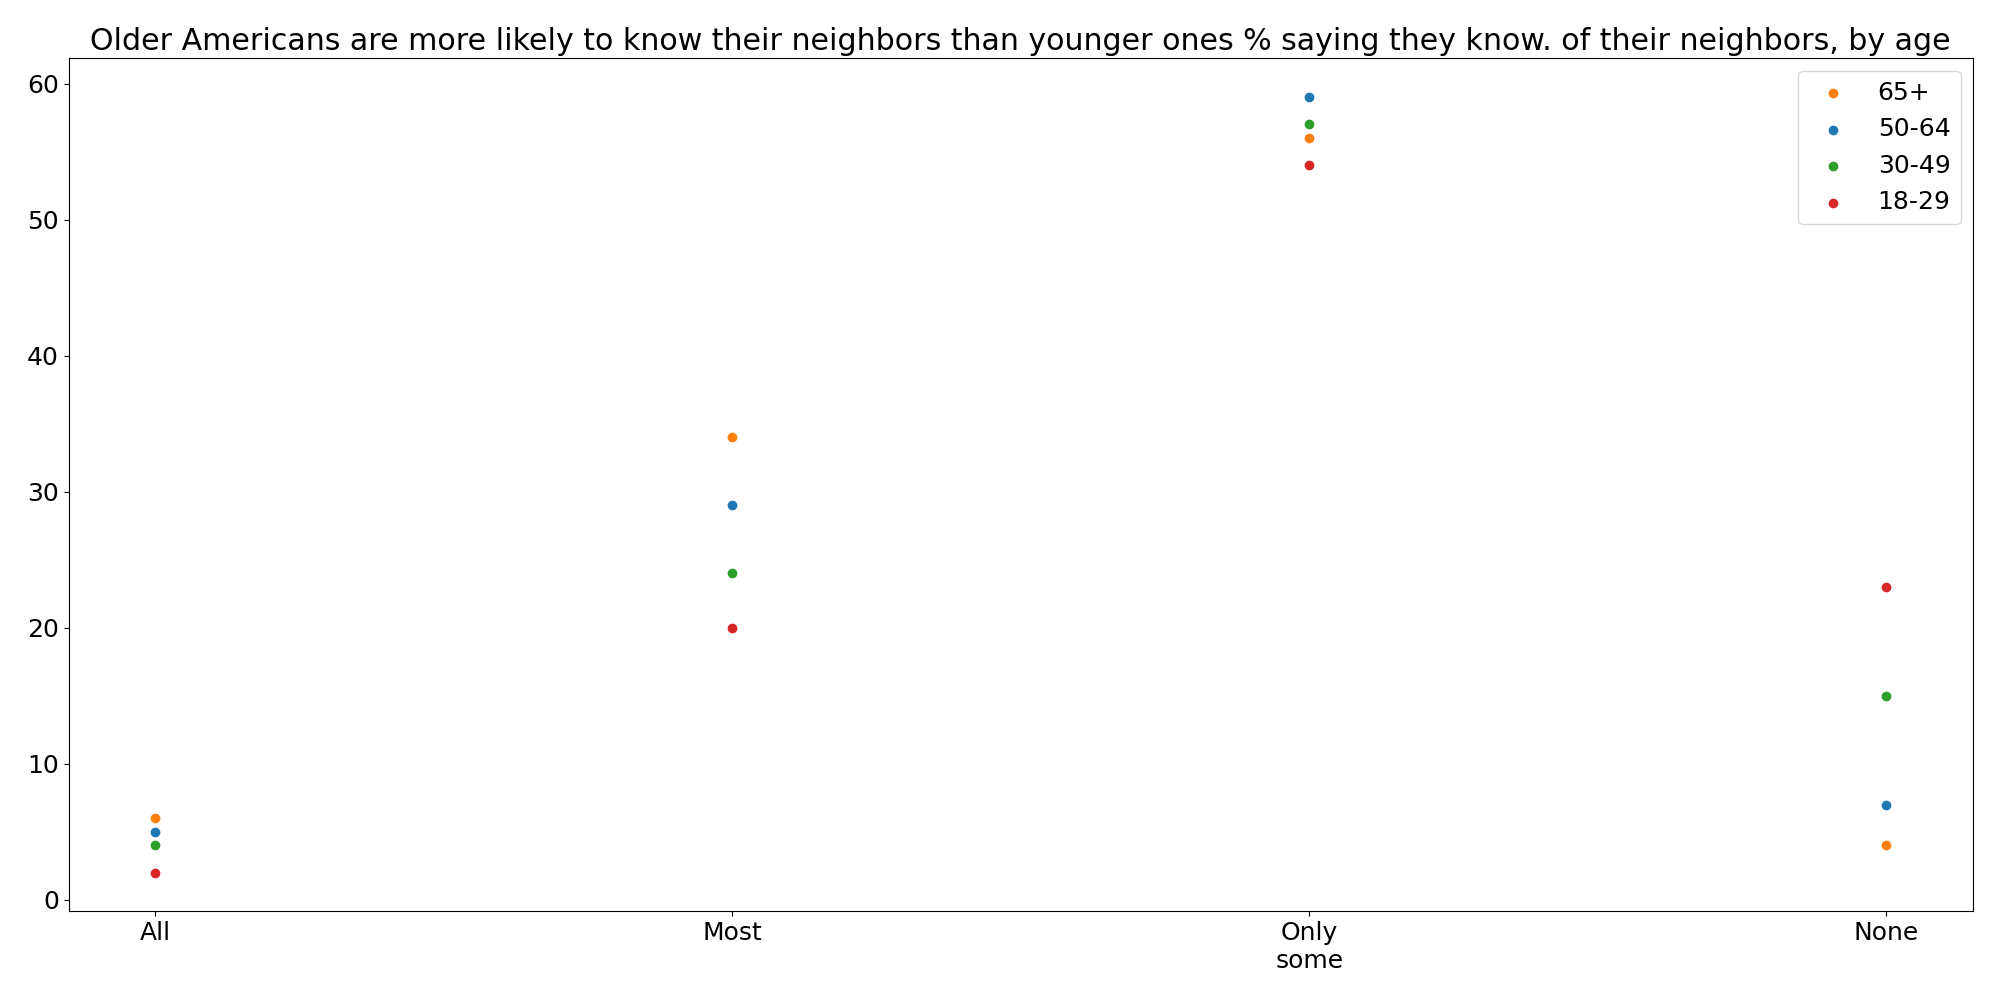 Older Americans are more likely to know their neighbors than younger ones % saying they know. of their neighbors, by age
60
50
40
30
20
10
0
65+
50-64
30-49
18-29
All
Most
Only
some
None